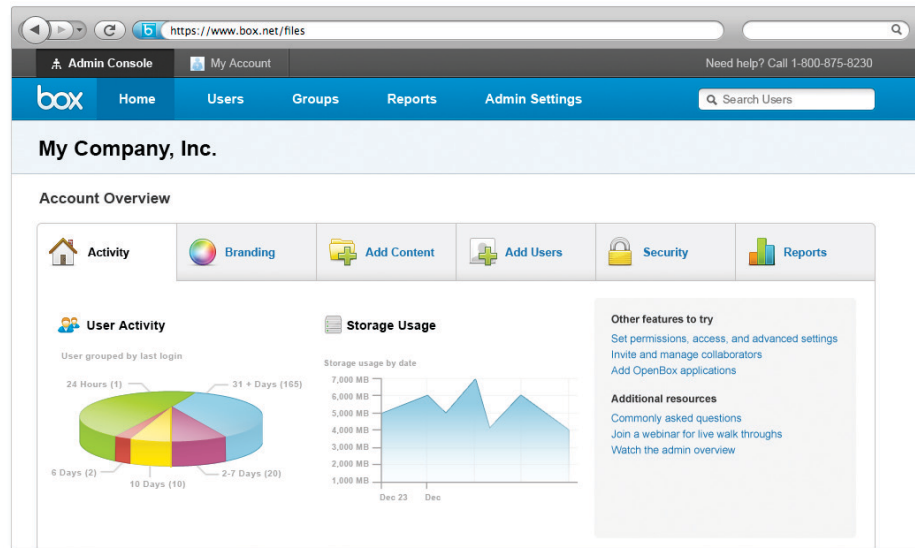 https://www.box.net/files
Admin Console
My Account
Need help? Call 1-800-875-8230
box
Home
Users
Groups
Reports
Admin Settings
Search Users
My Company, Inc.
Account Overview
Activity
Branding
Add Content
Add Users
Security
Reports
User Activity
User grouped by last login
24 Hours (1)
31 + Days (165)
6 Days (2)
10 Days (10)
2-7 Days (20)
Storage Usage
Storage usage by date
7,000 MB
6,000 MB
5,000 MB
4,000 MB
3,000 MB
2,000 MB
1,000 MB
Dec 23 Dec
Other features to try
Set permissions, access, and advanced settings
Invite and manage collaborators
Add OpenBox applications
Additional resources
Commonly asked questions
Join a webinar for live walk throughs
Watch the admin overview